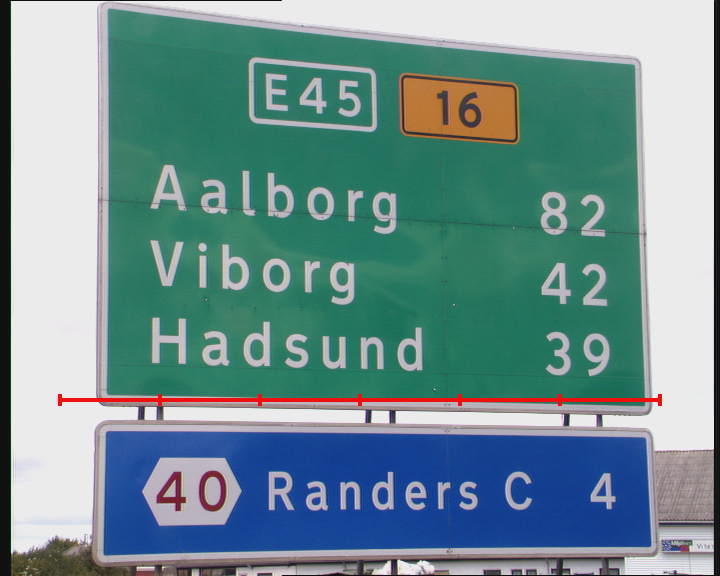 E45 16
Aalborg 82
Viborg 42
Hadsund 39
40 Randers C 4